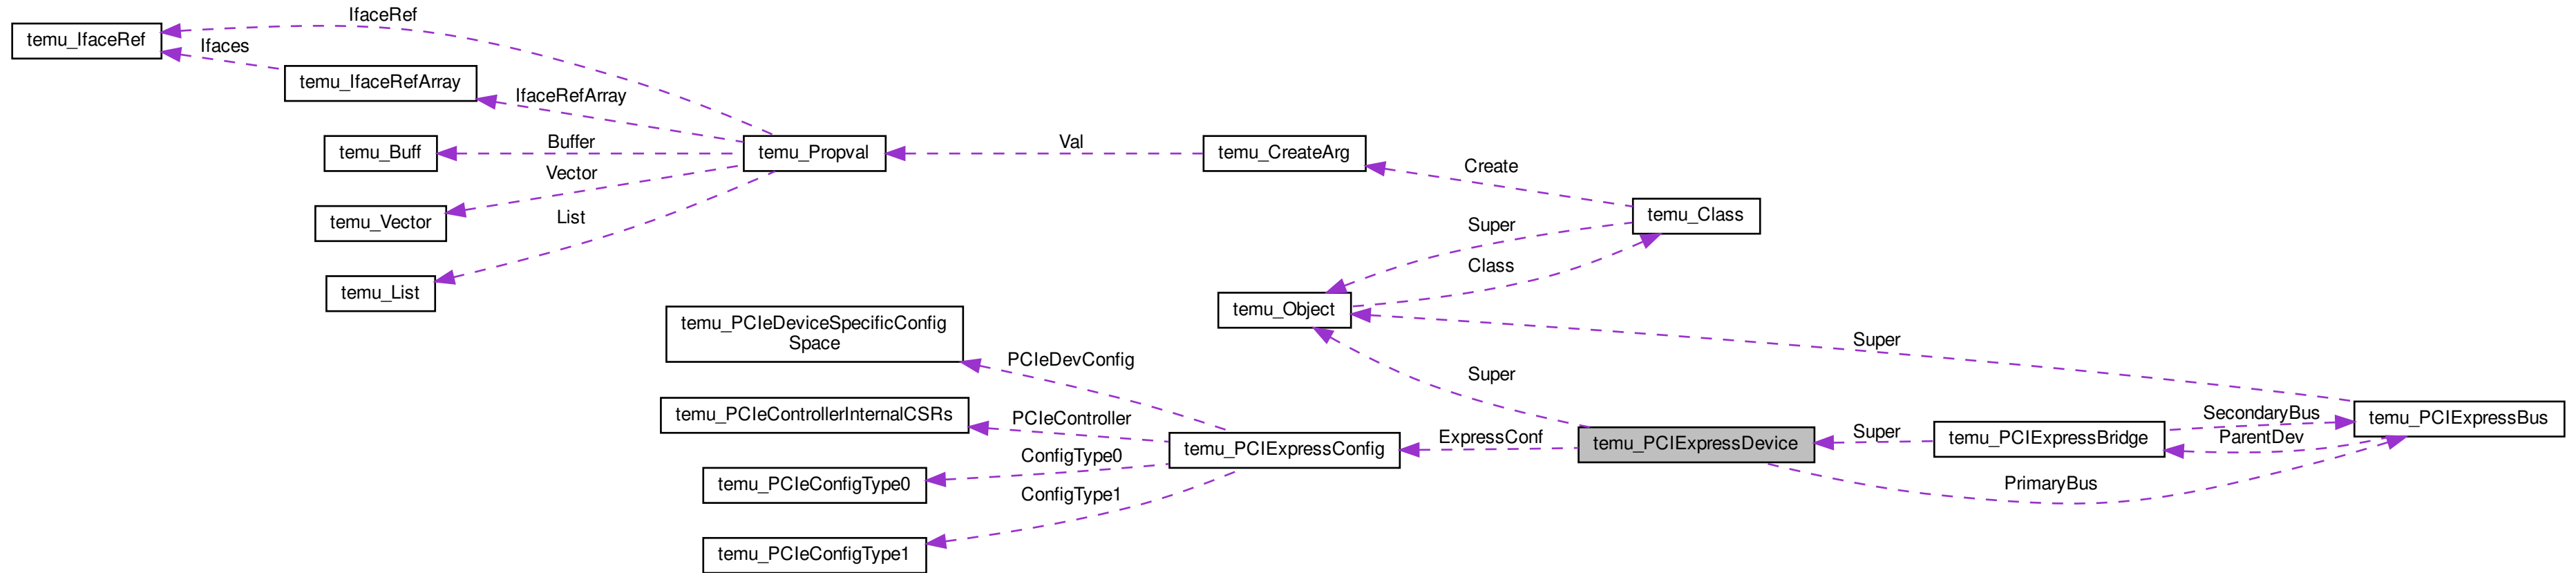 IfaceRef
temu_IfaceRef
Ifaces
temu_IfaceRefArray
IfaceRefArray
Buffer
Val
temu_Buff
temu_Propval
temu_CreateArg
Create
Vector
temu_Vector
List
temu_Class
Super
Class
temu_List
temu_Object
temu_PCIeDeviceSpecificConfig
Space
PCIeDevConfig
Super
Super
temu_PCIeControllerInternalCSRs
PCIeController
SecondaryBus
temu_PCIExpressBus
ExpressConf
temu_PCIExpressDevice
Super
temu_PCIExpressBridge
ParentDev
temu_PCIExpressConfig
ConfigType0
temu_PCIeConfigType0
ConfigType1
PrimaryBus
temu_PCIeConfigType1